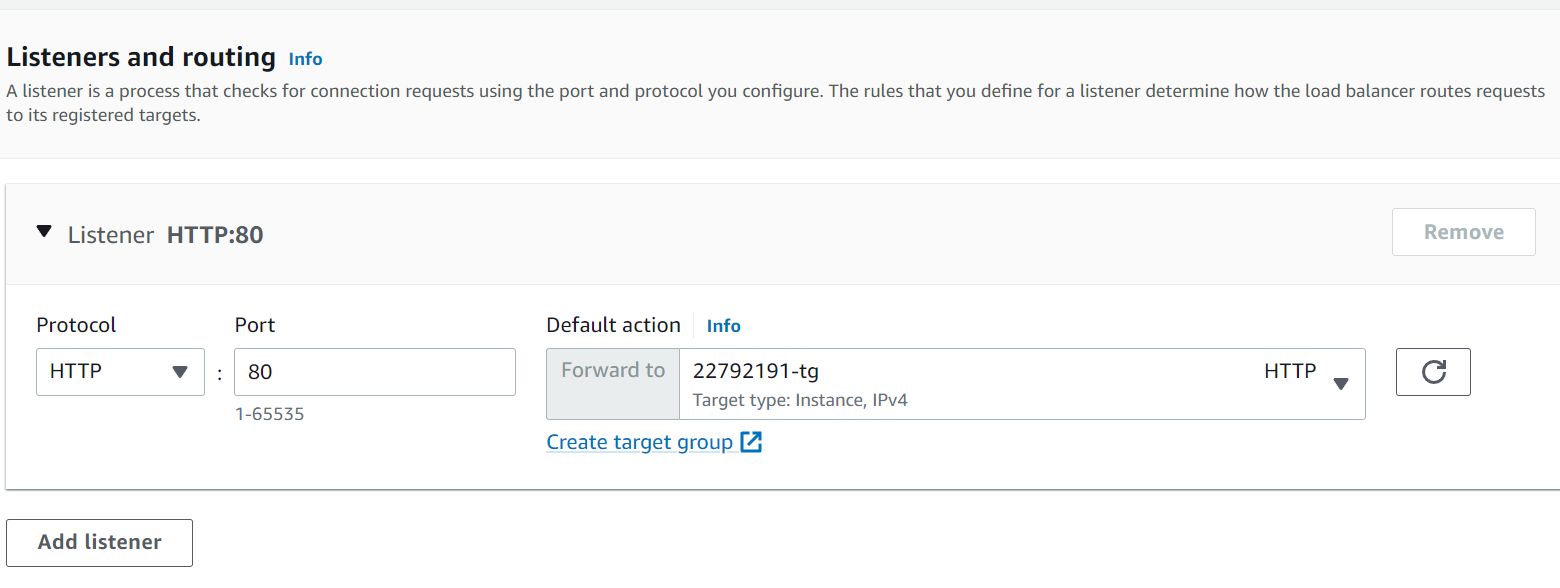 Listeners and routing Info
A listener is a process that checks for connection requests using the port and protocol you configure. The rules that you define for a listener determine how the load balancer routes requests
to its registered targets.
Listener HTTP:80
Remove
Protocol
Port
Default action Info
HTTP
:
80
Forward to
22792191-tg
HTTP
Target type: Instance, IPv4
1-65535
Create target group
Add listener